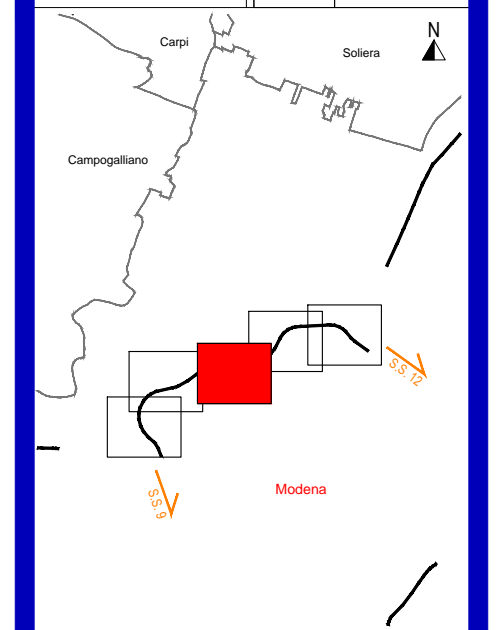 N
Carpi
Soliera
Campogalliano
S.S. 12
Modena
S.S. 9